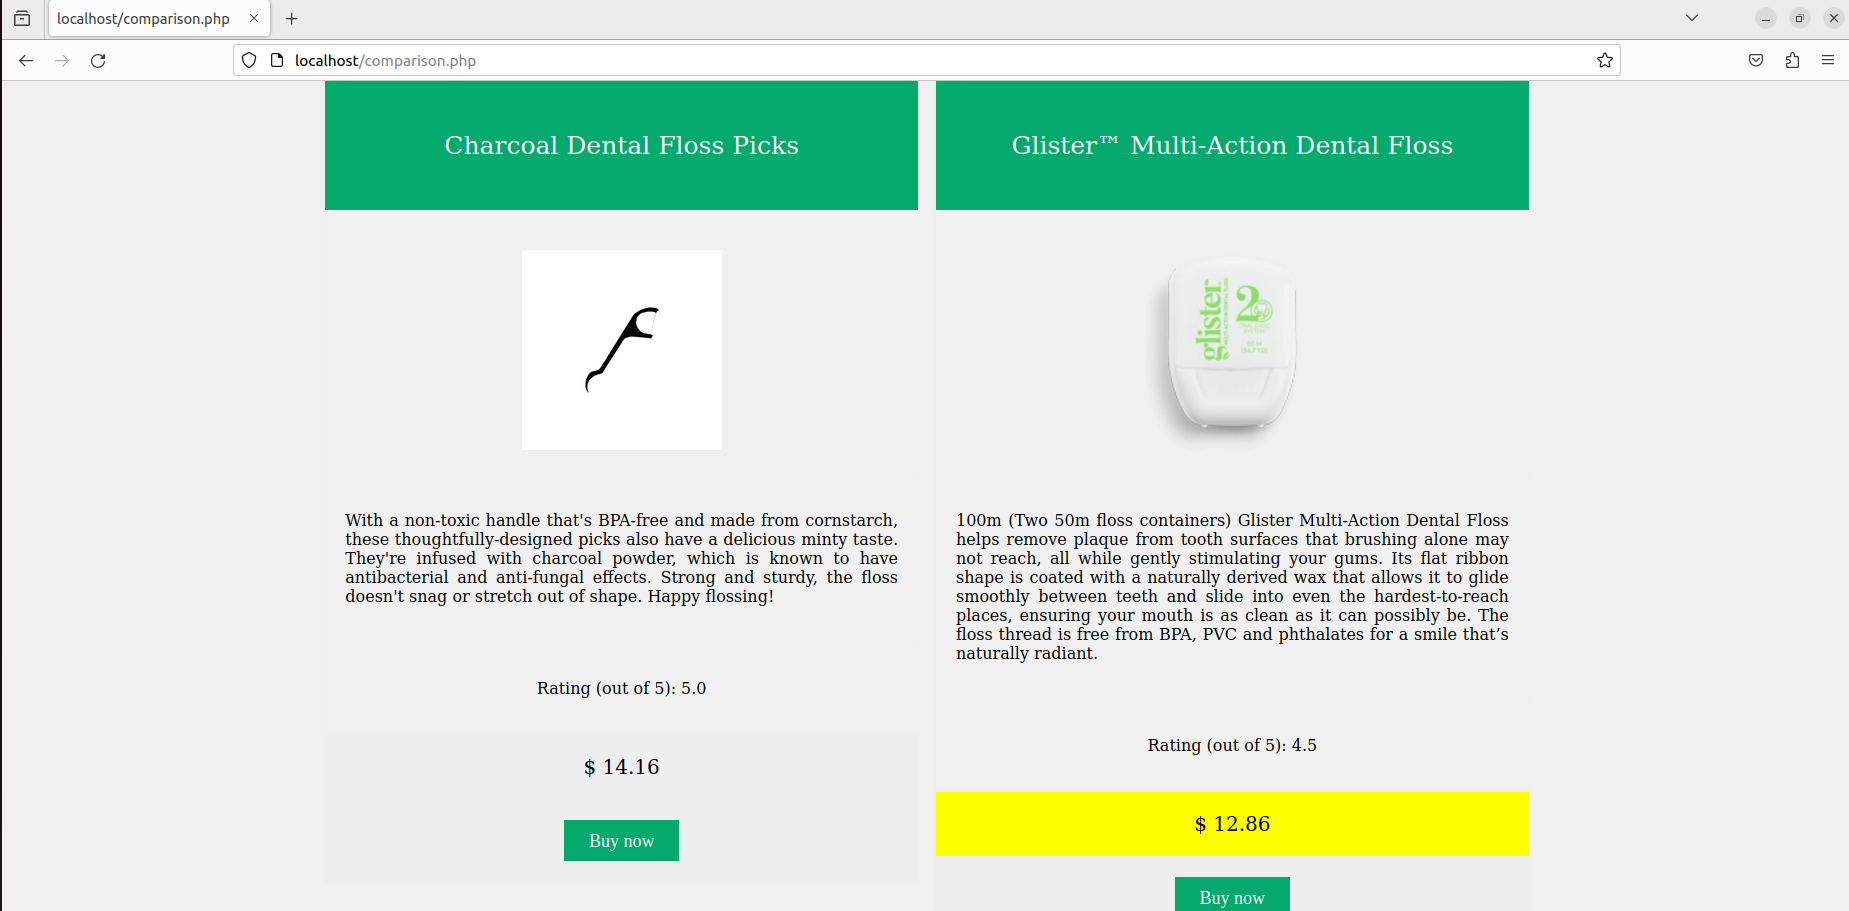 localhost/comparison.php
localhost/comparison.php
Charcoal Dental Floss Picks
With a non-toxic handle that's BPA-free and made from cornstarch,
these thoughtfully-designed picks also have a delicious minty taste.
They're infused with charcoal powder, which is known to have
antibacterial and anti-fungal effects. Strong and sturdy, the floss
doesn't snag or stretch out of shape. Happy flossing!
Rating (out of 5): 5.0
$ 14.16
Buy now
Glister™ Multi-Action Dental Floss
glister
2
100m (Two 50m floss containers) Glister Multi-Action Dental Floss
helps remove plaque from tooth surfaces that brushing alone may
not reach, all while gently stimulating your gums. Its flat ribbon
shape is coated with a naturally derived wax that allows it to glide
smoothly between teeth and slide into even the hardest-to-reach
places, ensuring your mouth is as clean as it can possibly be. The
floss thread is free from BPA, PVC and phthalates for a smile that’s
naturally radiant.
Rating (out of 5): 4.5
$ 12.86
Buy now